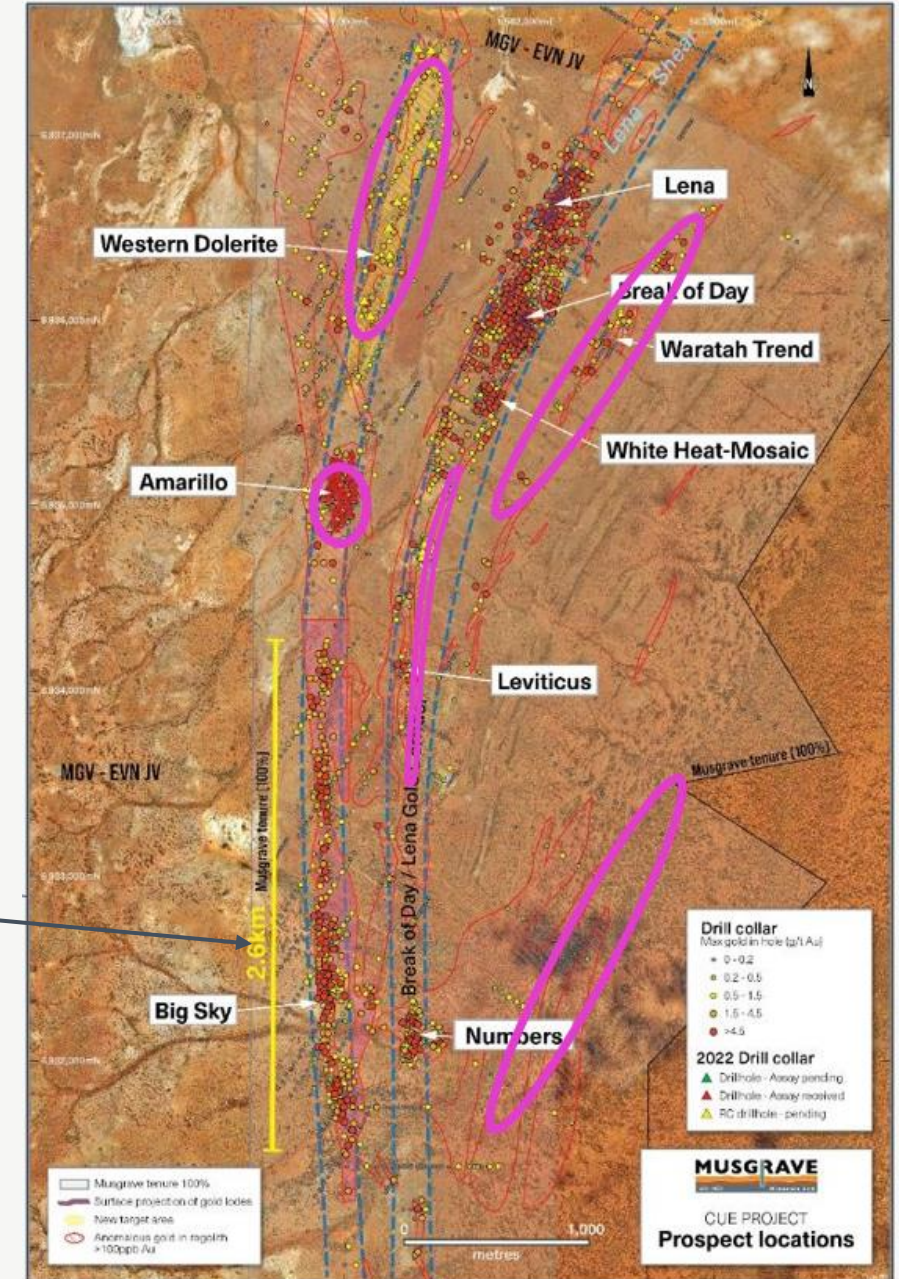 MGV - EVN JV
N
Lena Shear
Lena
Western Dolerite
Break of Day
Waratah Trend
White Heat-Mosaic
Amarillo
Leviticus
MGV - EVN JV
Musgrave tenure (100%)
Musgrave tenure (100%)
2.6km
Break of Day / Lena
Big Sky
Numbers
Drill collar
Max gold in hole (g/t Au)
0 - 0.2
0.2 - 0.5
0.5 - 1.5
1.5 - 4.5
>4.5
2022 Drill collar
Drillhole - Assay pending
Drillhole - Assay received
RC drillhole - pending
Musgrave tenure 100%
Surface projection of gold lodes
New target area
Anomalous gold in regolith
>100ppb Au
0 1,000
metres
MUSGRAVE
CUE PROJECT
Prospect locations